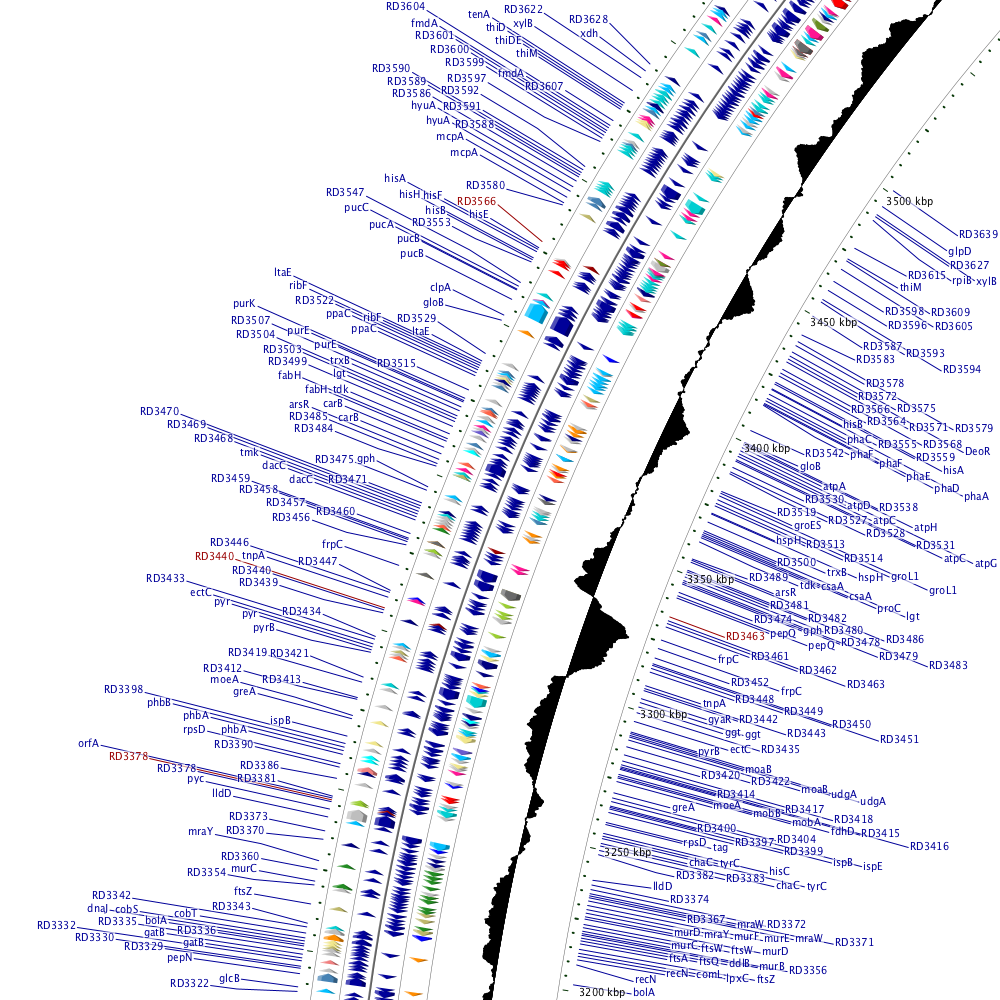 RD3604
tenA
RD3622
RD3628
fmdA
thiD
xylB
xdh
RD3601
thiDE
RD3600
thiM
RD3599
RD3590
fmdA
RD3589
RD3597
RD3607
RD3586
RD3592
hyuA
RD3591
hyuA
RD3588
mcpA
mcpA
hisA
RD3580
RD3547
hisH
hisF
RD3566
pucC
hisB
hisE
pucA
RD3553
pucB
pucB
ltaE
clpA
ribF
gloB
purK
RD3522
ppaC
ribF
RD3529
RD3507
purE
ppaC
ltaE
RD3504
purE
RD3503
trxB
RD3515
RD3499
lgt
fabH
fabH
tdk
arsR
carB
RD3470
RD3485
carB
RD3469
RD3484
RD3468
tmk
RD3475
gph
dacC
RD3459
dacC
RD3471
RD3458
RD3457
RD3460
RD3456
RD3446
frpC
RD3440
tnpA
RD3447
RD3440
RD3433
RD3439
ectC
pyr
RD3434
pyr
pyrB
RD3419
RD3421
RD3412
moeA
RD3413
RD3398
greA
phbB
phbA
ispB
rpsD
phbA
orfA
RD3390
RD3378
RD3386
RD3378
RD3381
pyc
lldD
RD3373
mraY
RD3370
RD3360
RD3354
murC
RD3342
ftsZ
dnaJ
cobS
RD3343
RD3332
RD3335
bolA
cobT
RD3330
gatB
RD3336
RD3329
gatB
pepN
RD3322
glcB
3500 kbp
RD3639
glpD
RD3627
RD3615
rpiB
xylB
thiM
RD3598
RD3609
3450 kbp
RD3596
RD3605
RD3587
RD3583
RD3593
RD3594
RD3578
RD3572
RD3566
RD3575
hisB
RD3564
RD3571
RD3579
phaC
RD3555
RD3568
3400 kbp
RD3542
phaF
RD3559
DeoR
gloB
phaF
hisA
phaE
atpA
phaD
RD3530
atpD
RD3538
phaA
RD3519
RD3527
atpC
groES
RD3528
atpH
hspH
RD3513
RD3531
RD3500
RD3514
atpC
atpG
3350 kbp
RD3489
trxB
hspH
groL1
arsR
tdk
csaA
groL1
RD3481
csaA
proC
RD3474
RD3482
lgt
RD3463
pepQ
gph
RD3480
RD3486
pepQ
RD3478
frpC
RD3461
RD3479
RD3462
RD3483
RD3452
RD3463
tnpA
RD3448
frpC
3300 kbp
gyaR
RD3442
RD3449
ggt
ggt
RD3443
RD3450
pyrB
ectC
RD3435
RD3451
RD3420
moaB
RD3422
RD3414
moaB
udgA
greA
moeA
mobB
RD3417
udgA
RD3400
mobA
RD3418
rpsD
tag
RD3397
RD3404
fdhD
RD3415
3250 kbp
RD3399
RD3416
chaC
tyrC
ispB
ispE
RD3382
RD3383
hisC
lldD
chaC
tyrC
RD3374
RD3367
mraW
RD3372
murD
mraY
murF
murE
mraW
RD3371
murC
ftsW
ftsW
murD
ftsA
ftsQ
ddlB
murB
RD3356
recN
recN
comL
lpxC
ftsZ
3200 kbp
bolA